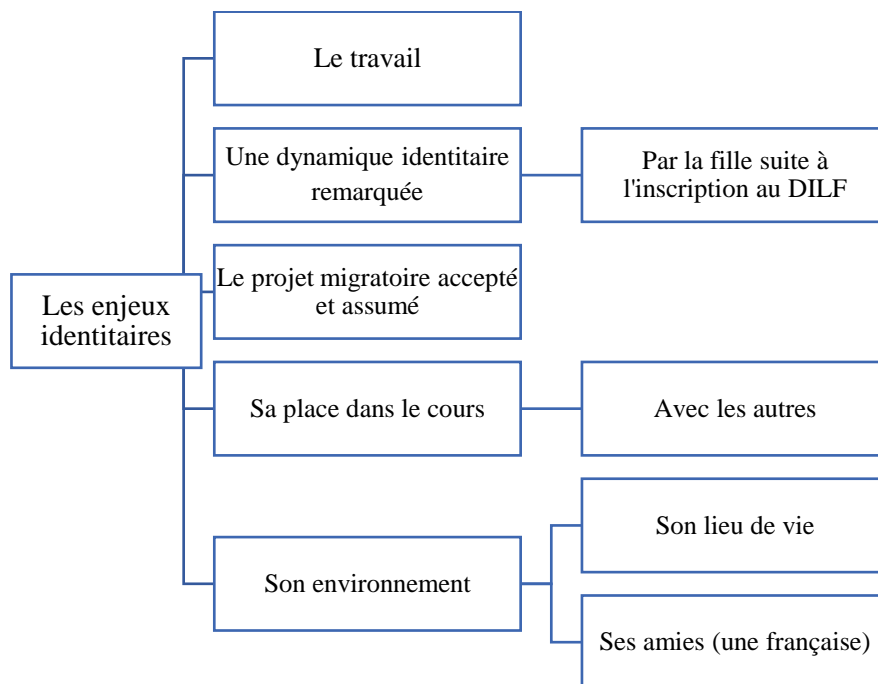 Les enjeux
identitaires
Le travail
Une dynamique identitaire
remarquée
Par la fille suite à
l'inscription au DILF
Le projet migratoire accepté
et assumé
Sa place dans le cours
Avec les autres
Son environnement
Son lieu de vie
Ses amies (une française)